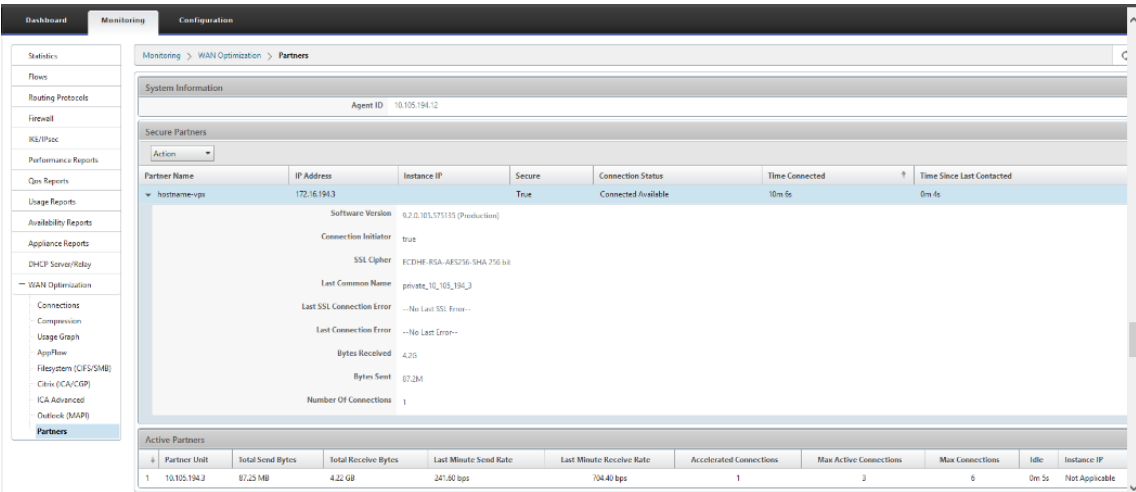 Dashboard Monitoring Configuration
Statistics
Flows
Routing Protocols
Firewall
IKE/IPsec
Performance Reports
Qos Reports
Usage Reports
Availability Reports
Appliance Reports
DHCP Server/Relay
WAN Optimization
Connections
Compression
Usage Graph
AppFlow
Filesystem (CIFS/SMB)
Citrix (ICA/CGP)
ICA Advanced
Outlook (MAPI)
Partners
Monitoring > WAN Optimization > Partners
System Information
Agent ID 10.105.194.12
Secure Partners
Action
Partner Name IP Address Instance IP Secure Connection Status Time Connected Time Since Last Contacted
hostname-vpx 172.16.194.3 True Connected Available 10m 6s 0m 4s
Software Version 9.2.0.105.575135 (Production)
Connection Initiator true
SSL Cipher ECDHE-RSA-AES256-SHA 256 bit
Last Common Name private_10_105_194_3
Last SSL Connection Error --No Last SSL Error--
Last Connection Error --No Last Error--
Bytes Received 4.2G
Bytes Sent 87.2M
Number Of Connections 1
Active Partners
Partner Unit Total Send Bytes Total Receive Bytes Last Minute Send Rate Last Minute Receive Rate Accelerated Connections Max Active Connections Max Connections Idle Instance IP
1 10.105.194.3 87.25 MB 4.22 GB 241.60 bps 704.40 bps 1 3 6 0m 5s Not Applicable